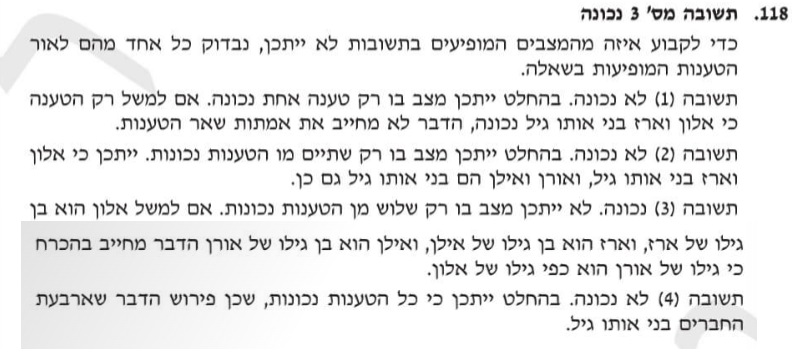 118. תשובה מס' 3 נכונה
כדי לקבוע איזה מהמצבים המופיעים בתשובות לא ייתכן, נבדוק כל אחד מהם לאור
הטענות המופיעות בשאלה.
תשובה (1) לא נכונה. בהחלט ייתכן מצב בו רק טענה אחת נכונה. אם למשל רק הטענה
כי אלון וארז בני אותו גיל נכונה, הדבר לא מחייב את אמתות שאר הטענות.
תשובה (2) לא נכונה. בהחלט ייתכן מצב בו רק שתיים מו הטענות נכונות. ייתכן כי אלון
וארז בני אותו גיל, ואורן ואילן הם בני אותו גיל גם כן.
תשובה (3) נכונה. לא ייתכן מצב בו רק שלוש מן הטענות נכונות. אם למשל אלון הוא בן
גילו של ארז, וארז הוא בן גילו של אילן, ואילן הוא בן גילו של אורן הדבר מחייב בהכרח
כי גילו של אורן הוא כפי גילו של אלון.
תשובה (4) לא נכונה. בהחלט ייתכן כי כל הטענות נכונות, שכן פירוש הדבר שארבעת
החברים בני אותו גיל.